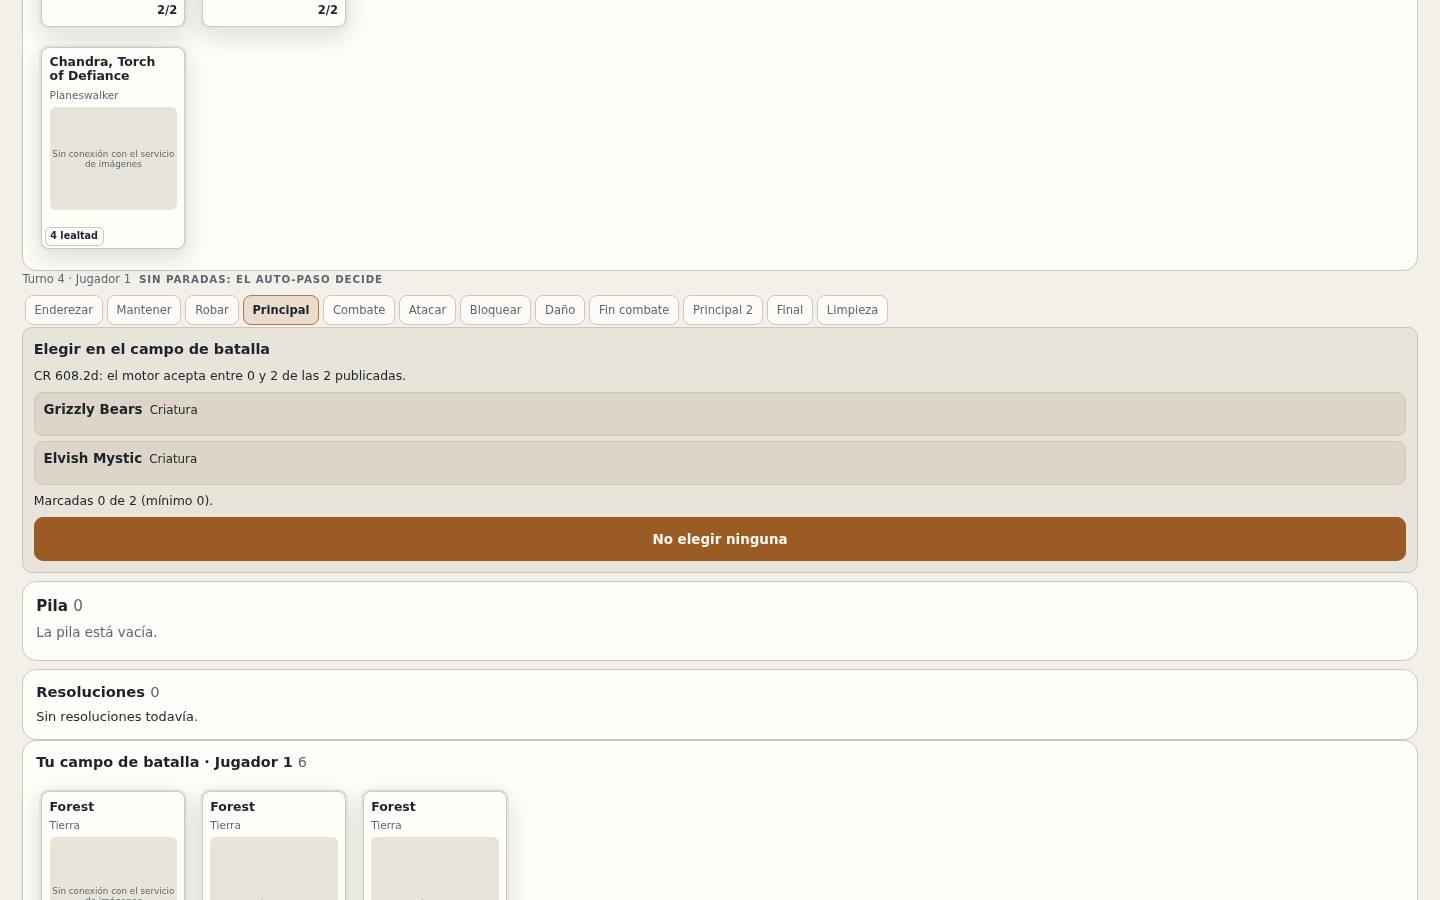 2/2
2/2
Chandra, Torch
of Defiance
Planeswalker
Sin conexión con el servicio
de imágenes
4 lealtad
Turno 4 · Jugador 1 SIN PARADAS: EL AUTO-PASO DECIDE
Enderezar Mantener Robar Principal Combate Atacar Bloquear Daño Fin combate Principal 2 Final Limpieza
Elegir en el campo de batalla
CR 608.2d: el motor acepta entre 0 y 2 de las 2 publicadas.
Grizzly Bears Criatura
Elvish Mystic Criatura
Marcadas 0 de 2 (mínimo 0).
No elegir ninguna
Pila 0
La pila está vacía.
Resoluciones 0
Sin resoluciones todavía.
Tu campo de batalla · Jugador 1 6
Forest Forest Forest
Tierra Tierra Tierra
Sin conexión con el servicio